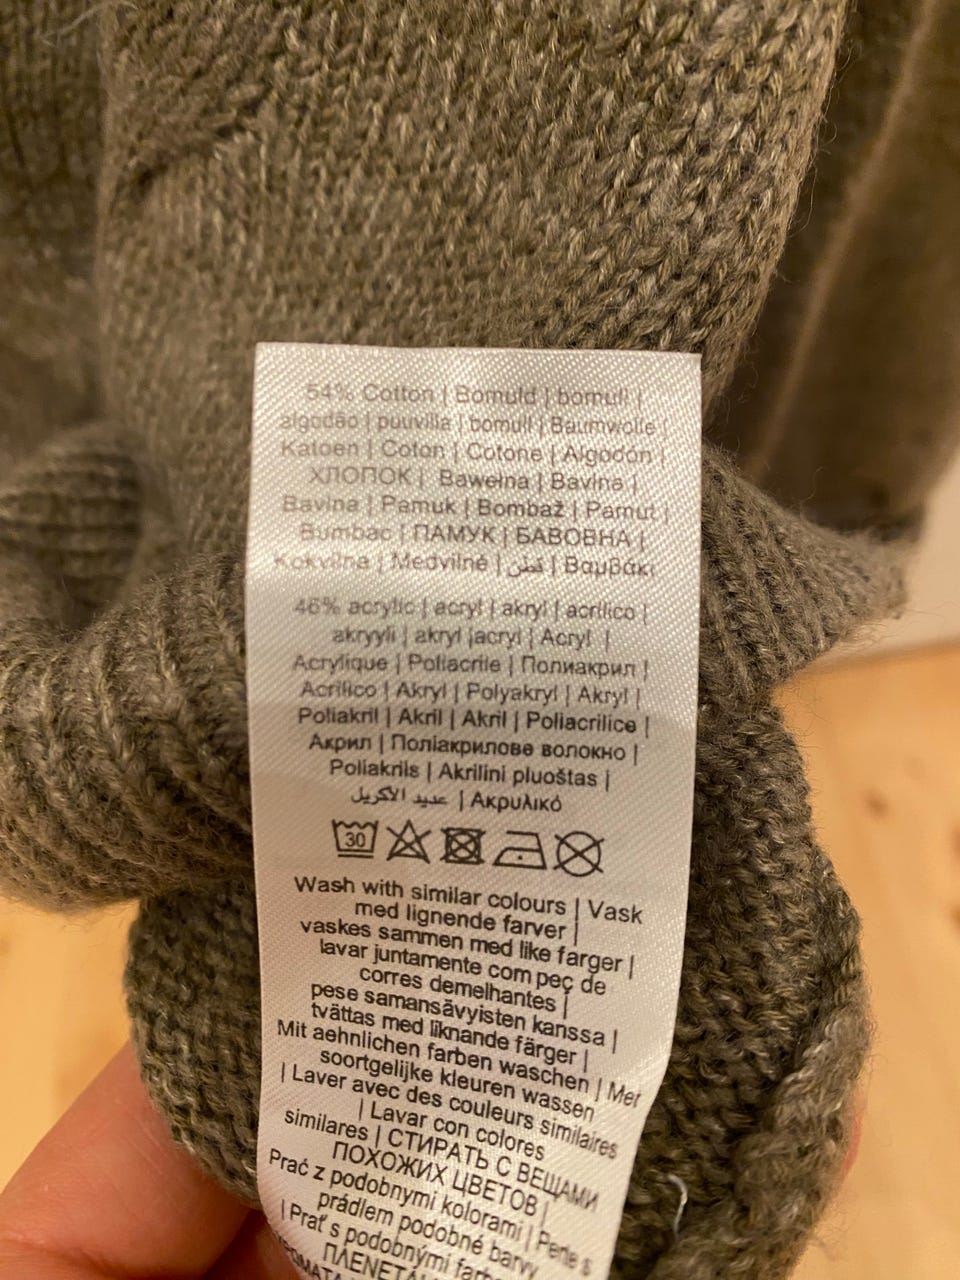 54% Cotton | Bomuld | bomull |
algodão | puuvilla | bomull | Baumwolle |
Katoen | Coton | Cotone | Algodón |
ХЛОПОК | Bawełna | Bavlna |
Bavlna | Pamuk | Bombaž | Pamut |
Bumbac | ПАМУК | БАВОВНА |
Kokvilna | Medvilnė | قطن | Βαμβάκι
46% acrylic | acryl | akryl | acrílico |
akryyli | akryl |acryl | Acryl |
Acrylique | Poliacrile | Полиакрил |
Acrílico | Akryl | Polyakryl | Akryl |
Poliakril | Akril | Akril | Poliacrilice |
Акрил | Поліакрилове волокно |
Poliakrils | Akrilini pluoštas |
عديد الاكريل | Ακρυλικό
30
Wash with similar colours | Vask
med lignende farver |
vaskes sammen med like farger |
lavar juntamente com peç de
corres demelhantes |
pese samansävyisten kanssa |
tvättas med liknande färger |
Mit aehnlichen farben waschen | Met
soortgelijke kleuren wassen
| Laver avec des couleurs similaires
| Lavar con colores
similares | СТИРАТЬ С ВЕЩАМИ
ПОХОЖИХ ЦВЕТОВ |
Prać z podobnymi kolorami | Perte s
prádlem podobné barvy
| Prať s podobnými